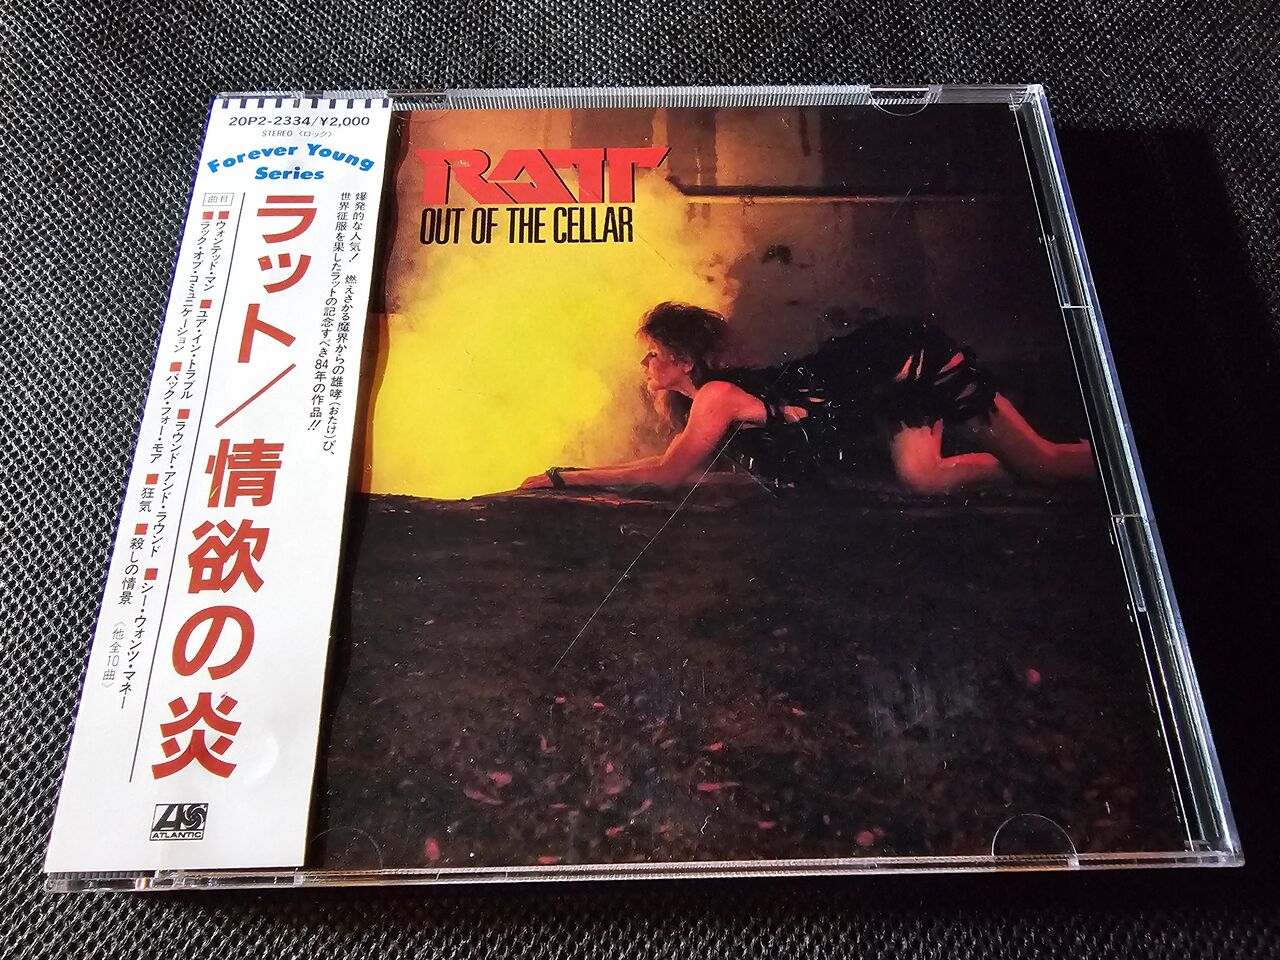 20P2-2334/¥2,000
STEREO〈ロック〉
Forever Young
Series
爆発的な人気! 燃えさかる魔界からの雄哮(おたけ)び、
世界征服を果したラットの記念すべき84年の作品!!
ラット/情欲の炎
曲目
■ウォンテッド・マン ■ユア・イン・トラブル ■ラウンド・アンド・ラウンド ■シー・ウォンツ・マネー
■ラック・オブ・コミュニケーション ■バック・フォー・モア ■狂気 ■殺しの情景 《他全10曲》
ATLANTIC
RATT
OUT OF THE CELLAR